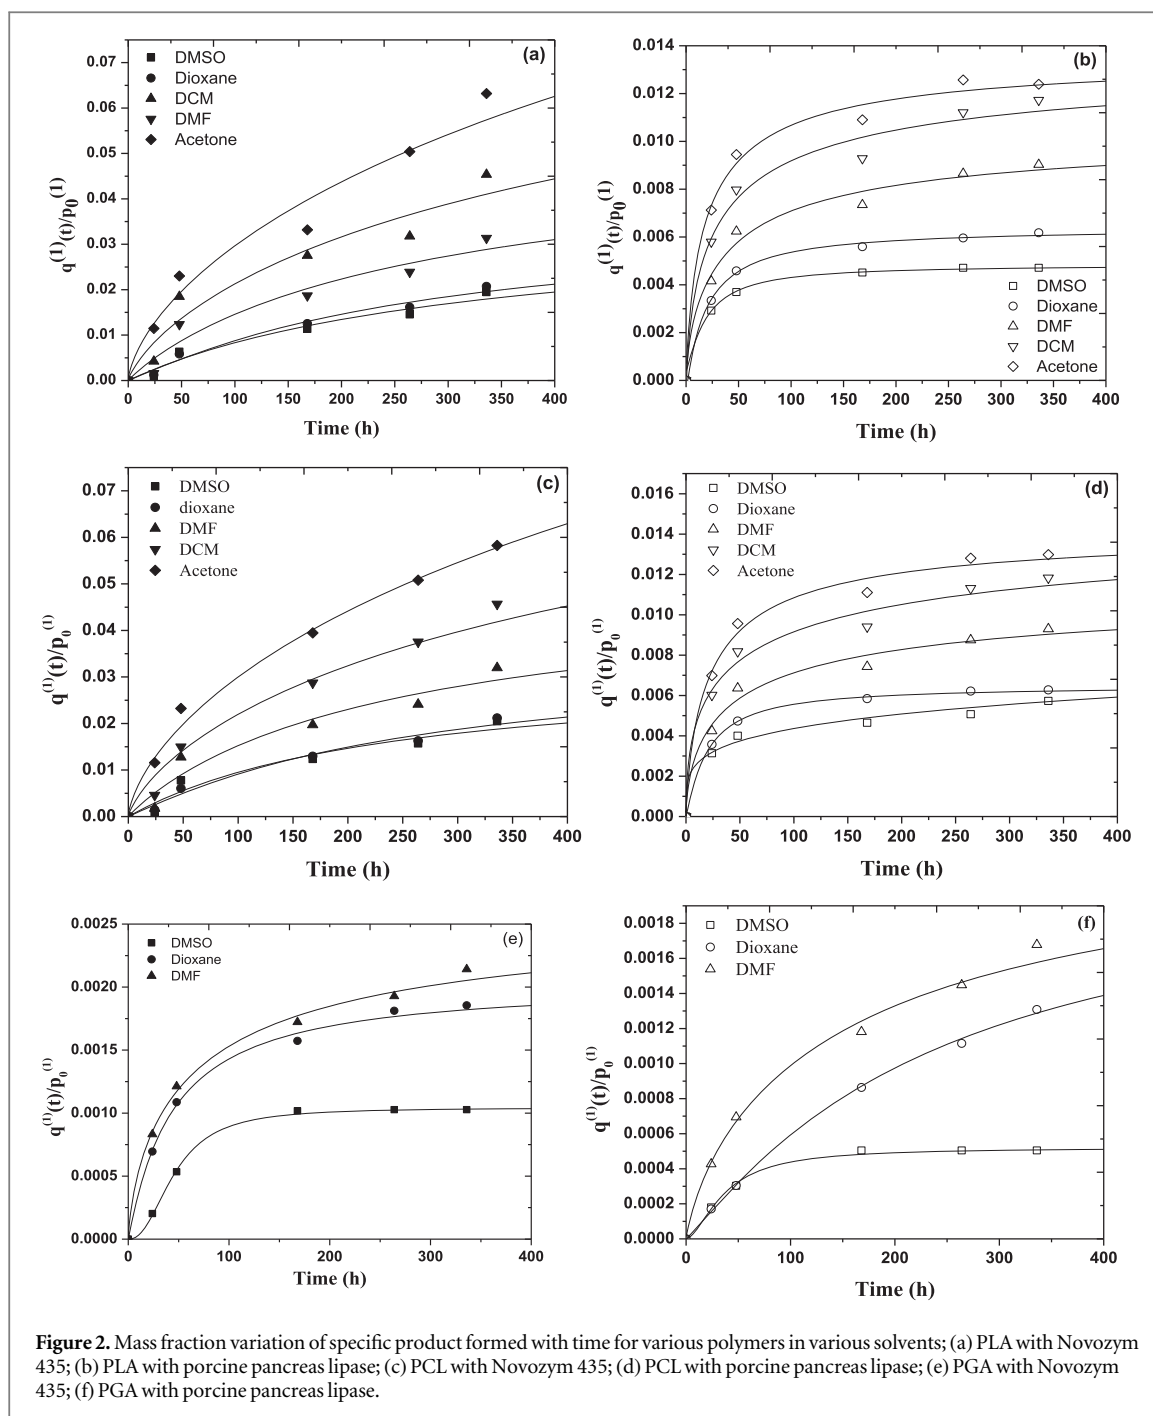 (a)
DMSO
Dioxane
DCM
DMF
Acetone
0.07
0.06
0.05
0.04
0.03
0.02
0.01
0.00
0 50 100 150 200 250 300 350 400
Time (h)
q(1)(t)/p0(1)
(b)
0.014
0.012
0.010
0.008
0.006
0.004
0.002
0.000
DMSO
Dioxane
DMF
DCM
Acetone
0 50 100 150 200 250 300 350 400
Time (h)
q(1)(t)/p0(1)
(c)
DMSO
dioxane
DMF
DCM
Acetone
0.07
0.06
0.05
0.04
0.03
0.02
0.01
0.00
0 50 100 150 200 250 300 350 400
Time (h)
q(1)(t)/p0(1)
(d)
DMSO
Dioxane
DMF
DCM
Acetone
0.016
0.014
0.012
0.010
0.008
0.006
0.004
0.002
0.000
0 50 100 150 200 250 300 350 400
Time (h)
q(1)(t)/p0(1)
(e)
DMSO
Dioxane
DMF
0.0025
0.0020
0.0015
0.0010
0.0005
0.0000
0 100 200 300 400
Time (h)
q(1)(t)/p0(1)
(f)
DMSO
Dioxane
DMF
0.0018
0.0016
0.0014
0.0012
0.0010
0.0008
0.0006
0.0004
0.0002
0.0000
0 100 200 300 400
Time (h)
q(1)(t)/p0(1)
Figure 2. Mass fraction variation of specific product formed with time for various polymers in various solvents; (a) PLA with Novozym
435; (b) PLA with porcine pancreas lipase; (c) PCL with Novozym 435; (d) PCL with porcine pancreas lipase; (e) PGA with Novozym
435; (f) PGA with porcine pancreas lipase.